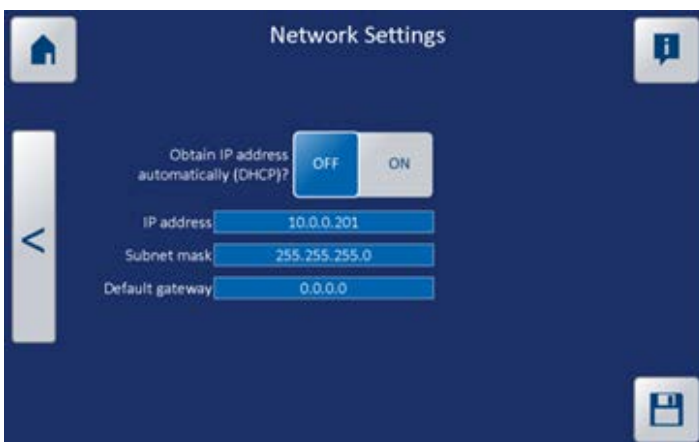 Network Settings
i
Obtain IP address
automatically (DHCP)?
OFF
ON
<
IP address
10.0.0.201
Subnet mask
255.255.255.0
Default gateway
0.0.0.0